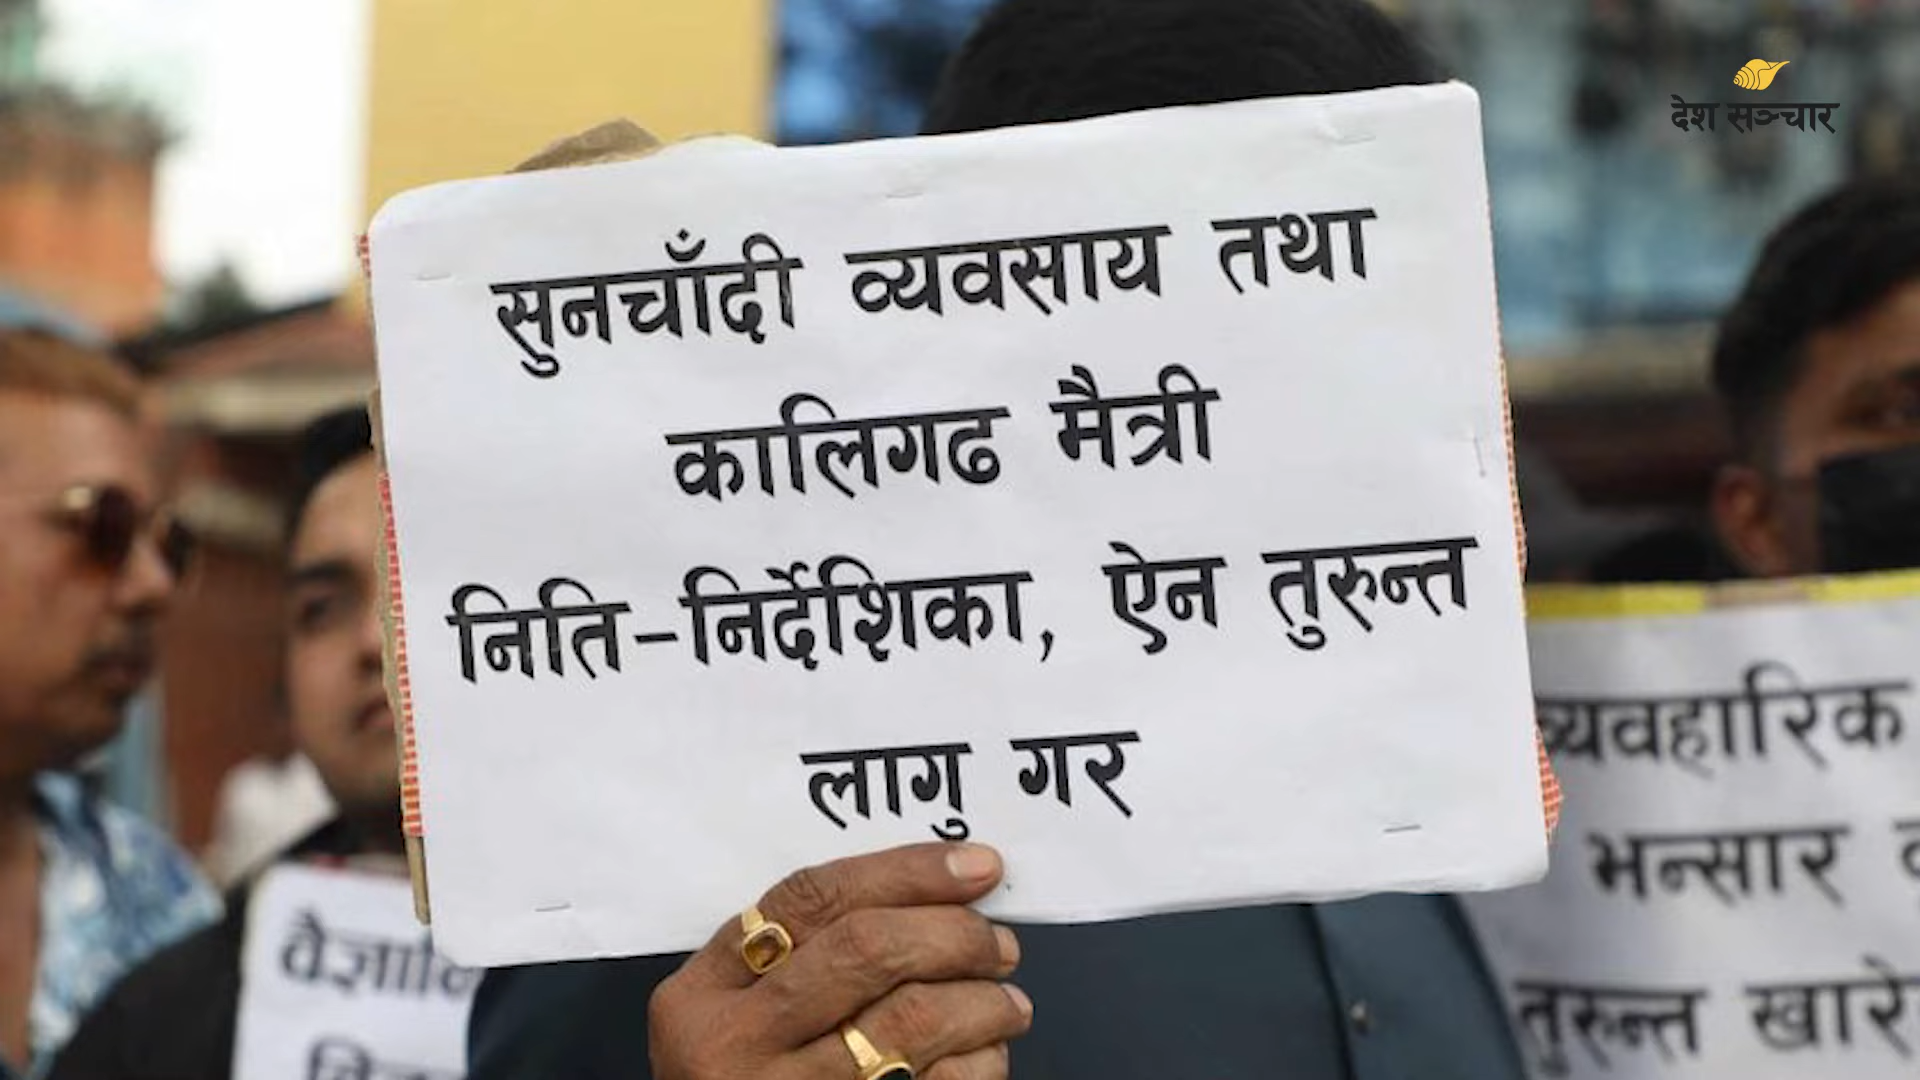 देश सञ्चार
सुनचाँदी व्यवसाय तथा
कालिगढ मैत्री
निति-निर्देशिका, ऐन तुरुन्त
लागु गर
व्यवहारिक
भन्सार
तुरुन्त खारे